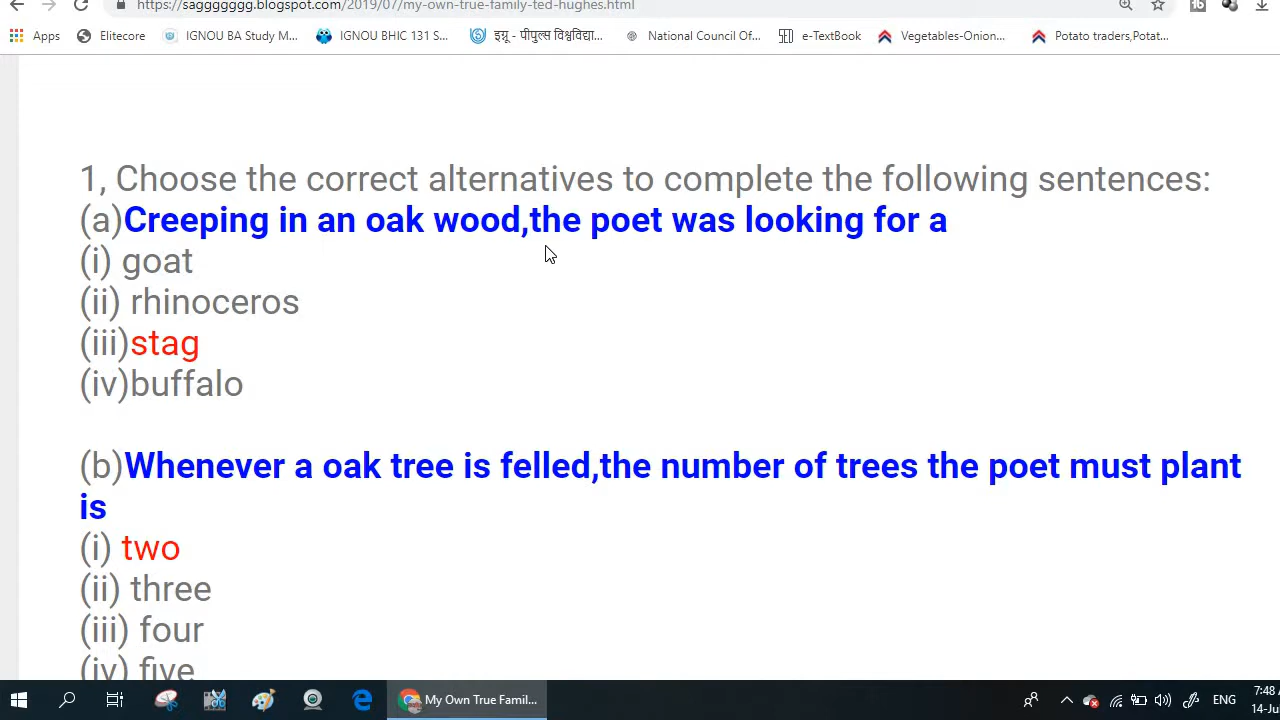 https://saggggggg.blogspot.com/2019/07/my-own-true-family-ted-hughes.html
Apps Elitecore IGNOU BA Study M... IGNOU BHIC 131 S... इग्नू - पीपुल्स विश्वविद्या... National Council Of... e-TextBook Vegetables-Onion... Potato traders,Potat...
1, Choose the correct alternatives to complete the following sentences:
(a)Creeping in an oak wood,the poet was looking for a
(i) goat
(ii) rhinoceros
(iii)stag
(iv)buffalo
(b)Whenever a oak tree is felled,the number of trees the poet must plant
is
(i) two
(ii) three
(iii) four
(iv) five
My Own True Famil... ENG 7:48
14-Ju